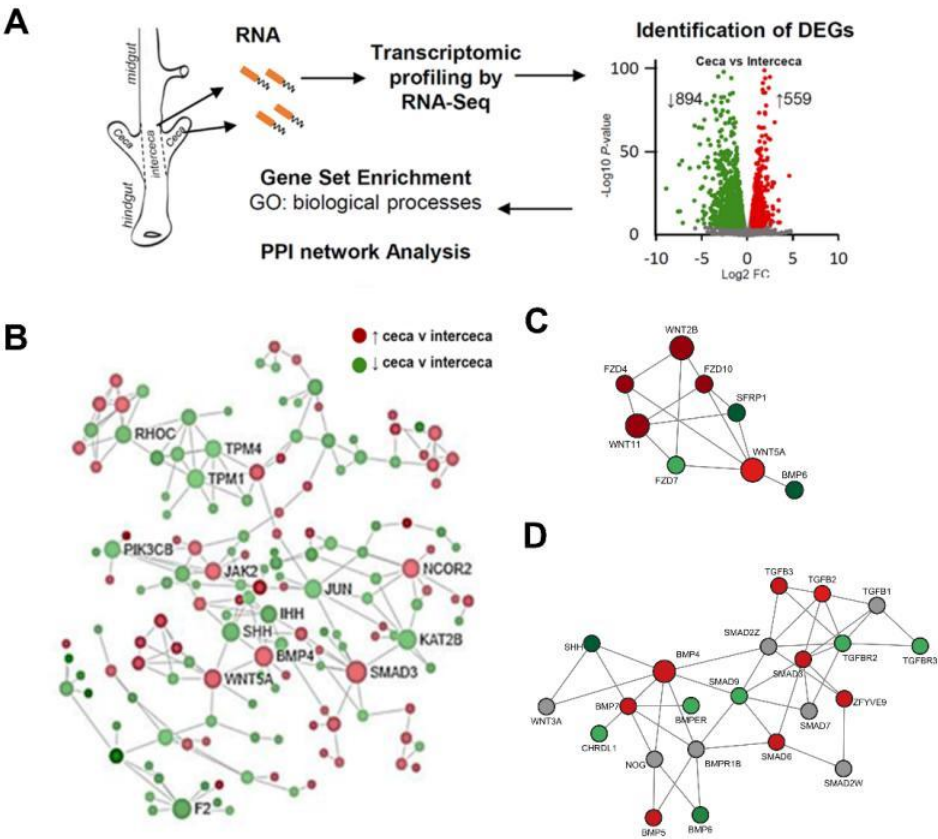 A
midgut
Ceca
interceca
Ceca
hindgut
RNA
Transcriptomic
profiling by
RNA-Seq
Gene Set Enrichment
GO: biological processes
PPI network Analysis
Identification of DEGs
Ceca vs Interceca
↓894
↑559
100
50
0
-Log10 P-value
-10
-5
0
5
10
Log2 FC
B
↑ ceca v interceca
↓ ceca v interceca
RHOC
TPM4
TPM1
PIK3CB
JAK2
NCOR2
JUN
IHH
SHH
KAT2B
BMP4
SMAD3
WNT5A
F2
C
WNT2B
FZD4
FZD10
SFRP1
WNT11
WNT5A
FZD7
BMP6
D
TGFB3
TGFB2
TGFB1
SMAD2Z
SHH
TGFBR2
TGFBR3
BMP4
SMAD3
SMAD9
ZFYVE9
WNT3A
BMP7
BMPER
SMAD7
CHRDL1
SMAD6
NOG
BMPR1B
SMAD2W
BMP5
BMP6